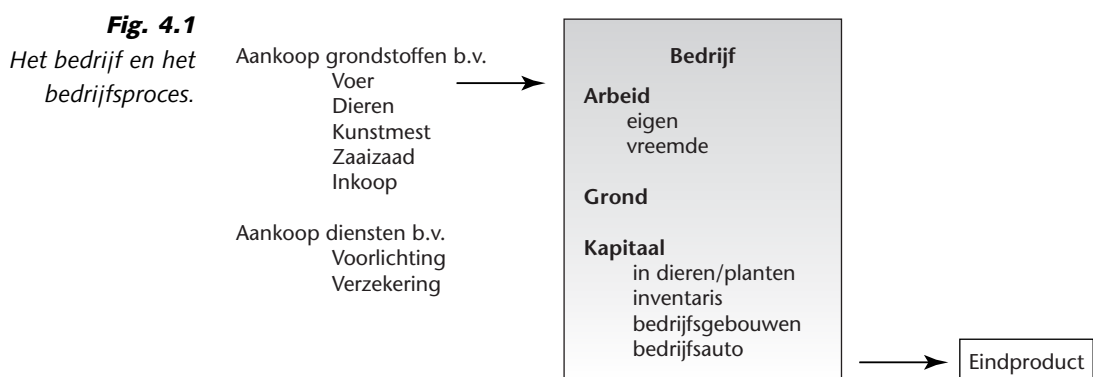 Fig. 4.1
Het bedrijf en het
bedrijfsproces.
Aankoop grondstoffen b.v.
Voer
Dieren
Kunstmest
Zaaizaad
Inkoop
Aankoop diensten b.v.
Voorlichting
Verzekering
Bedrijf
Arbeid
eigen
vreemde
Grond
Kapitaal
in dieren/planten
inventaris
bedrijfsgebouwen
bedrijfsauto
Eindproduct